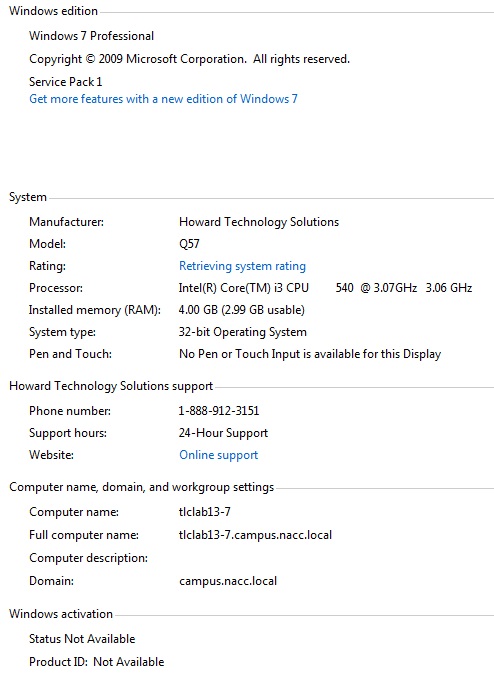 Windows edition
Windows 7 Professional
Copyright © 2009 Microsoft Corporation.  All rights reserved.
Service Pack 1
Get more features with a new edition of Windows 7
System
Manufacturer: Howard Technology Solutions
Model: Q57
Rating: Retrieving system rating
Processor: Intel(R) Core(TM) i3 CPU 540 @ 3.07GHz 3.06 GHz
Installed memory (RAM): 4.00 GB (2.99 GB usable)
System type: 32-bit Operating System
Pen and Touch: No Pen or Touch Input is available for this Display
Howard Technology Solutions support
Phone number: 1-888-912-3151
Support hours: 24-Hour Support
Website: Online support
Computer name, domain, and workgroup settings
Computer name: tlclab13-7
Full computer name: tlclab13-7.campus.nacc.local
Computer description:
Domain: campus.nacc.local
Windows activation
Status Not Available
Product ID: Not Available